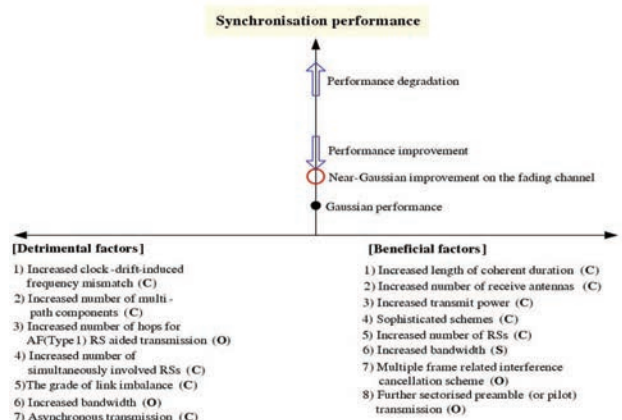 Synchronisation performance
Performance degradation
Performance improvement
Near-Gaussian improvement on the fading channel
Gaussian performance
[Detrimental factors]
1) Increased clock-drift-induced
frequency mismatch (C)
2) Increased number of multi-
path components (C)
3) Increased number of hops for
AF(Type1) RS aided transmission (O)
4) Increased number of
simultaneously involved RSs (C)
5)The grade of link imbalance (C)
6) Increased bandwidth (O)
7) Asynchronous transmission (C)
[Beneficial factors]
1) Increased length of coherent duration (C)
2) Increased number of receive antennas (C)
3) Increased transmit power (C)
4) Sophisticated schemes (C)
5) Increased number of RSs (C)
6) Increased bandwidth (S)
7) Multiple frame related interference
cancellation scheme (O)
8) Further sectorised preamble (or pilot)
transmission (O)